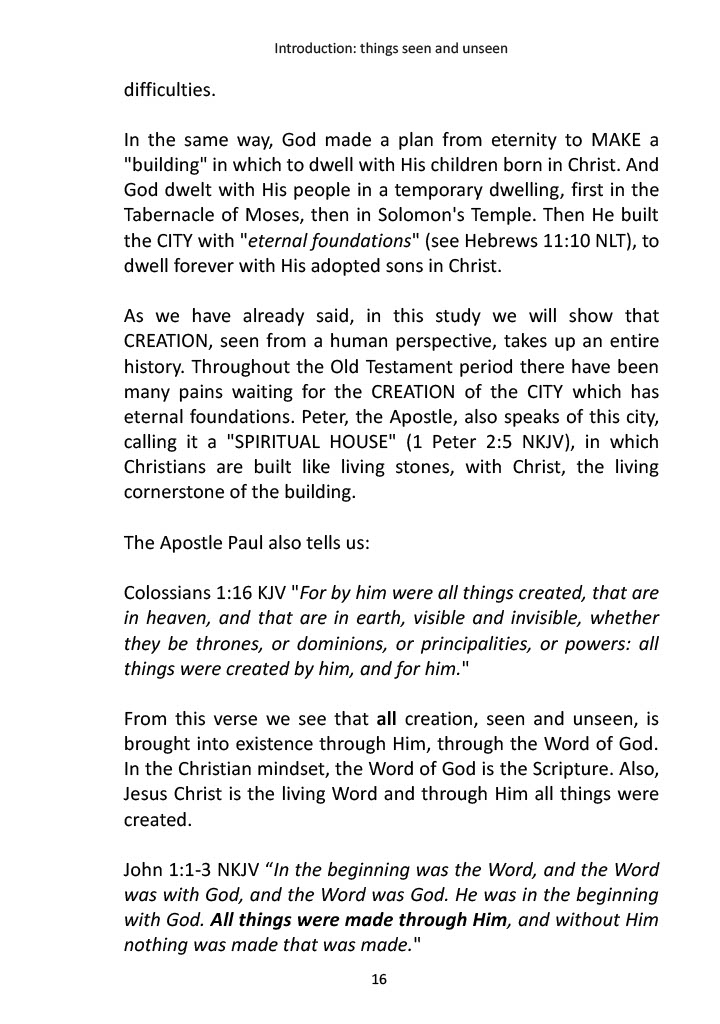 Introduction: things seen and unseen
difficulties.
In the same way, God made a plan from eternity to MAKE a
"building" in which to dwell with His children born in Christ. And
God dwelt with His people in a temporary dwelling, first in the
Tabernacle of Moses, then in Solomon's Temple. Then He built
the CITY with "eternal foundations" (see Hebrews 11:10 NLT), to
dwell forever with His adopted sons in Christ.
As we have already said, in this study we will show that
CREATION, seen from a human perspective, takes up an entire
history. Throughout the Old Testament period there have been
many pains waiting for the CREATION of the CITY which has
eternal foundations. Peter, the Apostle, also speaks of this city,
calling it a "SPIRITUAL HOUSE" (1 Peter 2:5 NKJV), in which
Christians are built like living stones, with Christ, the living
cornerstone of the building.
The Apostle Paul also tells us:
Colossians 1:16 KJV "For by him were all things created, that are
in heaven, and that are in earth, visible and invisible, whether
they be thrones, or dominions, or principalities, or powers: all
things were created by him, and for him."
From this verse we see that all creation, seen and unseen, is
brought into existence through Him, through the Word of God.
In the Christian mindset, the Word of God is the Scripture. Also,
Jesus Christ is the living Word and through Him all things were
created.
John 1:1-3 NKJV “In the beginning was the Word, and the Word
was with God, and the Word was God. He was in the beginning
with God. All things were made through Him, and without Him
nothing was made that was made."
16